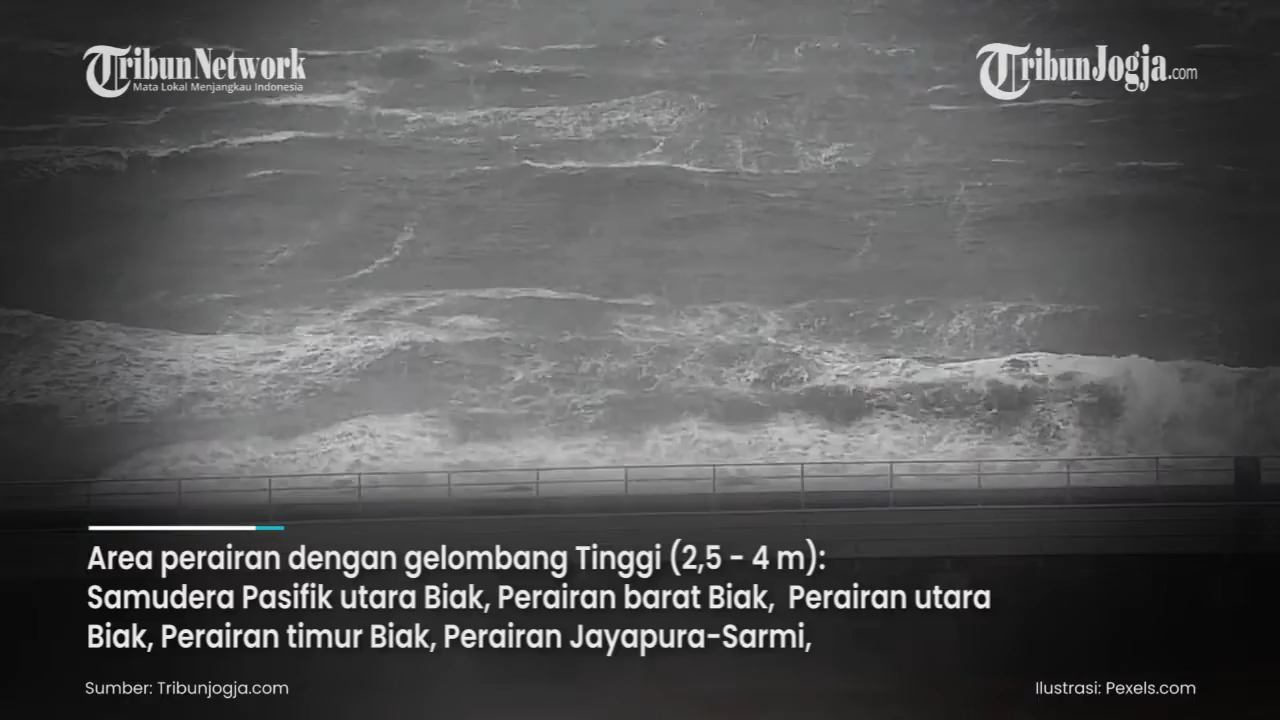 TribunNetwork
Mata Lokal Menjangkau Indonesia
TribunJogja.com
Area perairan dengan gelombang Tinggi (2,5 - 4 m):
Samudera Pasifik utara Biak, Perairan barat Biak,  Perairan utara
Biak, Perairan timur Biak, Perairan Jayapura-Sarmi,
Sumber: Tribunjogja.com
Ilustrasi: Pexels.com